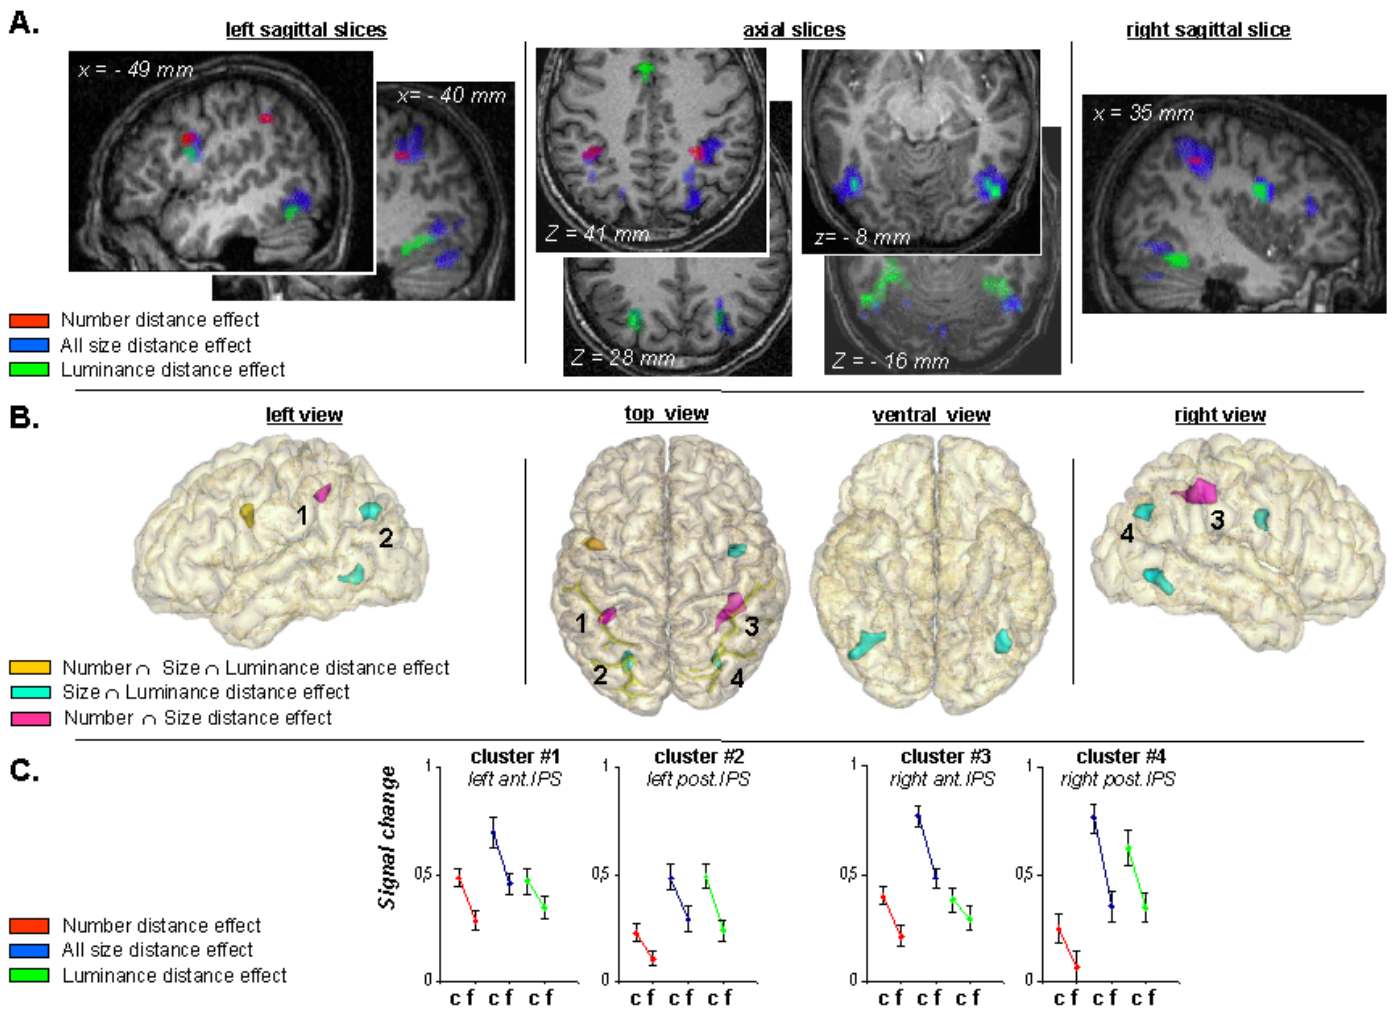 A.
left sagittal slices
axial slices
right sagittal slice
x = - 49 mm
x= - 40 mm
Z = 41 mm
z= - 8 mm
x = 35 mm
Z = 28 mm
Z = - 16 mm
Number distance effect
All size distance effect
Luminance distance effect
B.
left view
top view
ventral view
right view
1
2
1
2
3
4
4
3
Number ∩ Size ∩ Luminance distance effect
Size ∩ Luminance distance effect
Number ∩ Size distance effect
C.
Signal change
cluster #1
left ant.IPS
1
0,5
0
c f c f c f
cluster #2
left post.IPS
1
0,5
0
c f c f c f
cluster #3
right ant.IPS
1
0,5
0
c f c f c f
cluster #4
right post.IPS
1
0,5
0
c f c f c f
Number distance effect
All size distance effect
Luminance distance effect